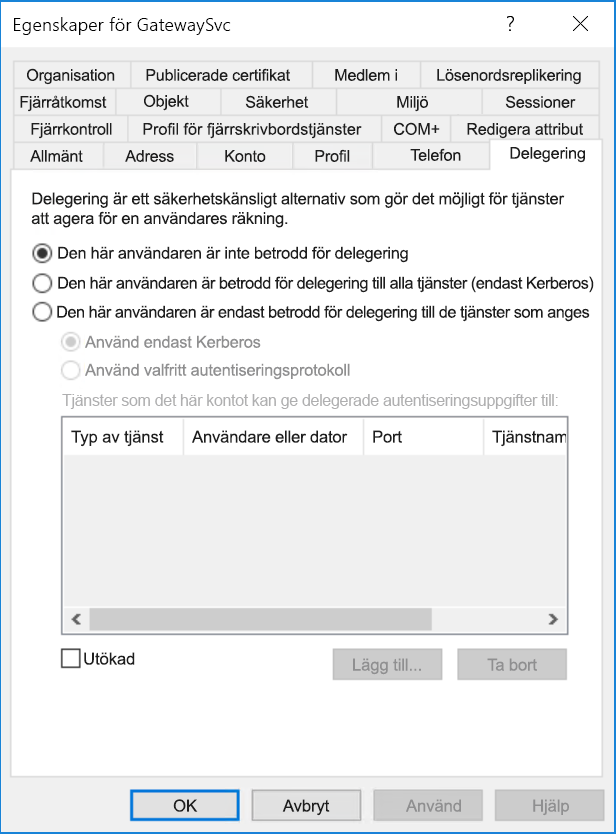 Egenskaper för GatewaySvc
?
Organisation Publicerade certifikat Medlem i Lösenordsreplikering
Fjärråtkomst Objekt Säkerhet Miljö Sessioner
Fjärrkontroll Profil för fjärrskrivbordstjänster COM+ Redigera attribut
Allmänt Adress Konto Profil Telefon Delegering
Delegering är ett säkerhetskänsligt alternativ som gör det möjligt för tjänster
att agera för en användares räkning.
Den här användaren är inte betrodd för delegering
Den här användaren är betrodd för delegering till alla tjänster (endast Kerberos)
Den här användaren är endast betrodd för delegering till de tjänster som anges
Använd endast Kerberos
Använd valfritt autentiseringsprotokoll
Tjänster som det här kontot kan ge delegerade autentiseringsuppgifter till:
Typ av tjänst Användare eller dator Port Tjänstnam
Utökad Lägg till... Ta bort
OK Avbryt Använd Hjälp